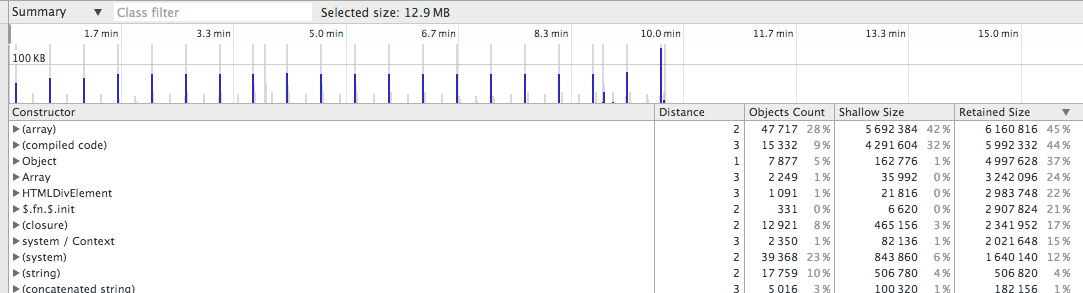 Summary ▼ Class filter Selected size: 12.9 MB
1.7 min 3.3 min 5.0 min 6.7 min 8.3 min 10.0 min 11.7 min 13.3 min 15.0 min
100 KB
Constructor Distance Objects Count Shallow Size Retained Size ▼
▶(array) 2 47 717 28% 5 692 384 42% 6 160 816 45%
▶(compiled code) 3 15 332 9% 4 291 604 32% 5 992 332 44%
▶Object 1 7 877 5% 162 776 1% 4 997 628 37%
▶Array 3 2 249 1% 35 992 0% 3 242 096 24%
▶HTMLDivElement 3 1 091 1% 21 816 0% 2 983 748 22%
▶$.fn.$.init 2 331 0% 6 620 0% 2 907 824 21%
▶(closure) 2 12 921 8% 465 156 3% 2 341 952 17%
▶system / Context 3 2 350 1% 82 136 1% 2 021 648 15%
▶(system) 2 39 368 23% 843 860 6% 1 640 140 12%
▶(string) 2 17 759 10% 506 780 4% 506 820 4%
▶(concatenated string) 3 5 016 3% 100 320 1% 182 156 1%